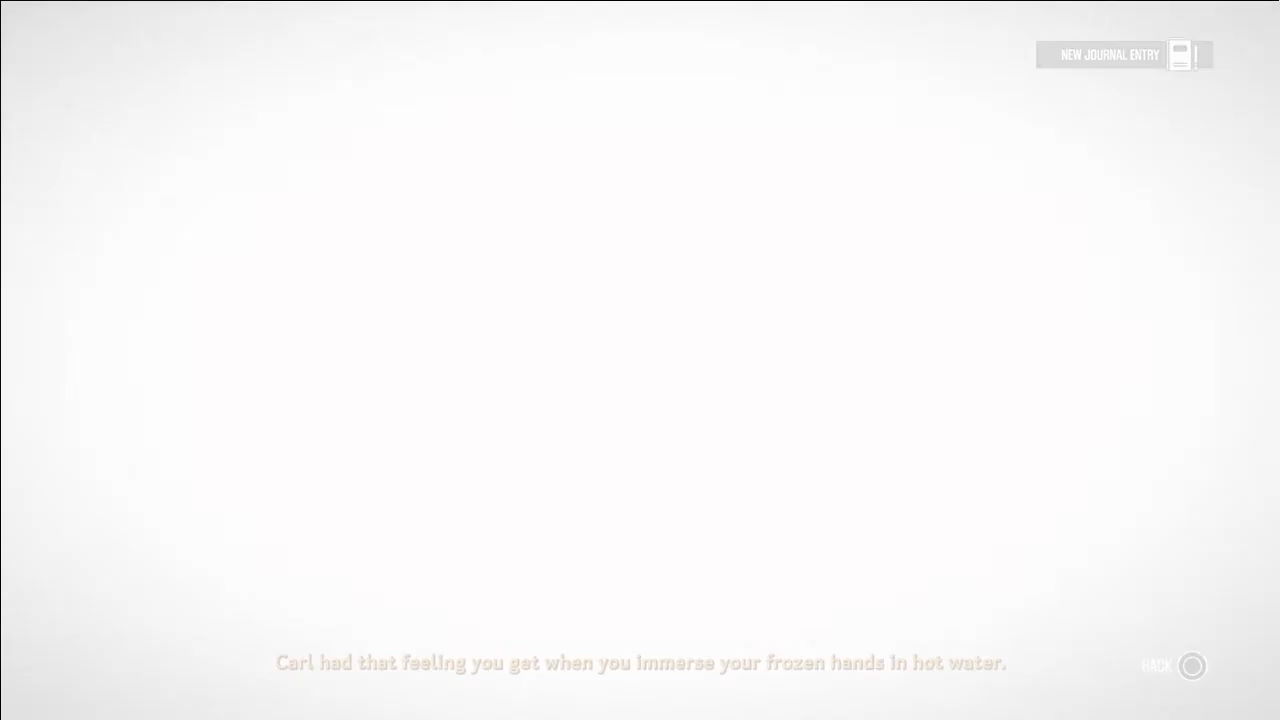 NEW JOURNAL ENTRY
Carl had that feeling you get when you immerse your frozen hands in hot water.
BACK